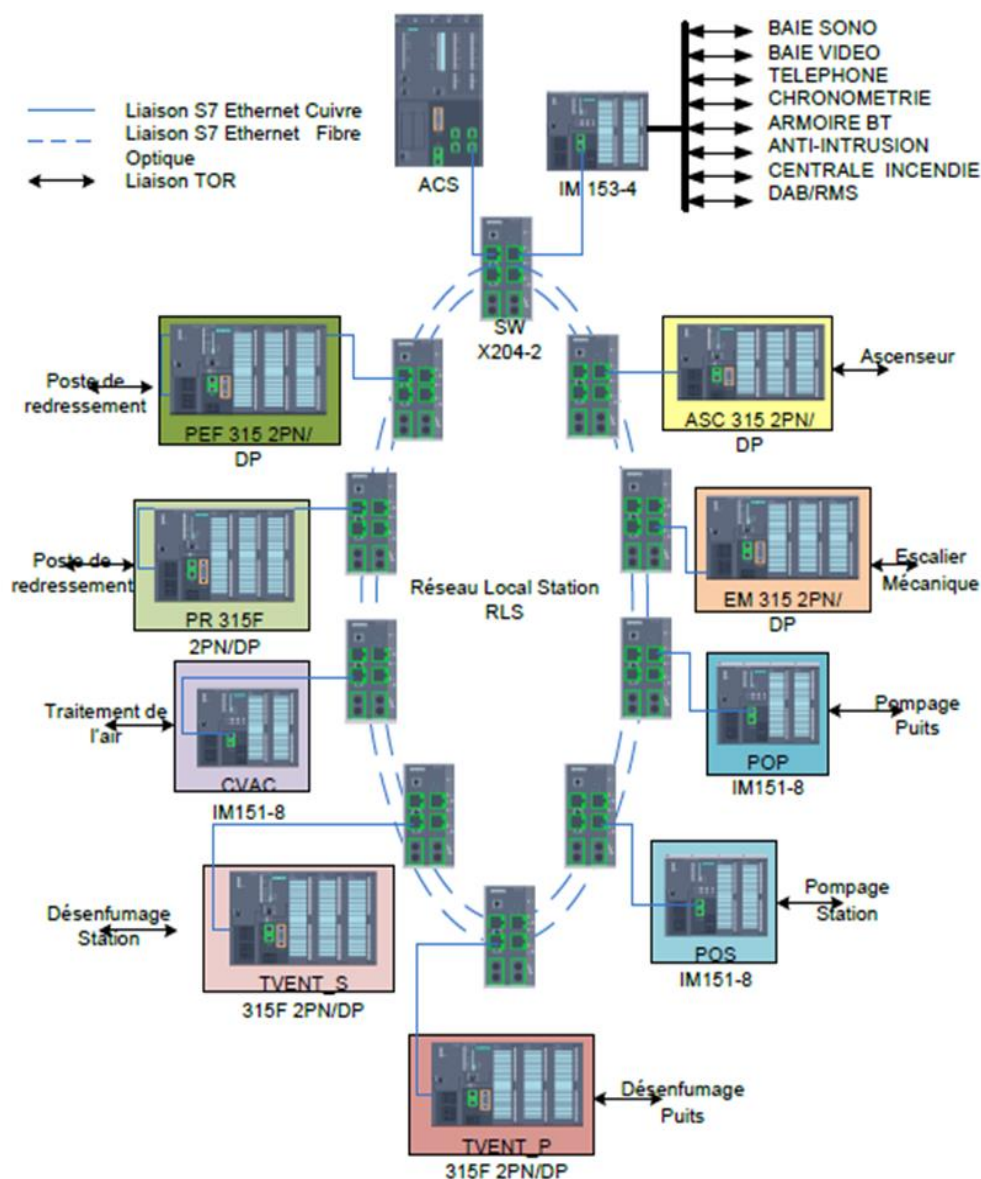 BAIE SONO
BAIE VIDEO
TELEPHONE
CHRONOMETRIE
ARMOIRE BT
ANTI-INTRUSION
CENTRALE INCENDIE
DAB/RMS
Liaison S7 Ethernet Cuivre
Liaison S7 Ethernet Fibre
Optique
Liaison TOR
ACS
IM 153-4
SW
X204-2
Poste de
redressement
PEF 315 2PN/
DP
Ascenseur
ASC 315 2PN/
DP
Poste de
redressement
PR 315F
2PN/DP
Réseau Local Station
RLS
Escalier
Mécanique
EM 315 2PN/
DP
Traitement de
l'air
CVAC
IM151-8
Pompage
Puits
POP
IM151-8
Désenfumage
Station
TVENT_S
315F 2PN/DP
Pompage
Station
POS
IM151-8
Désenfumage
Puits
TVENT_P
315F 2PN/DP